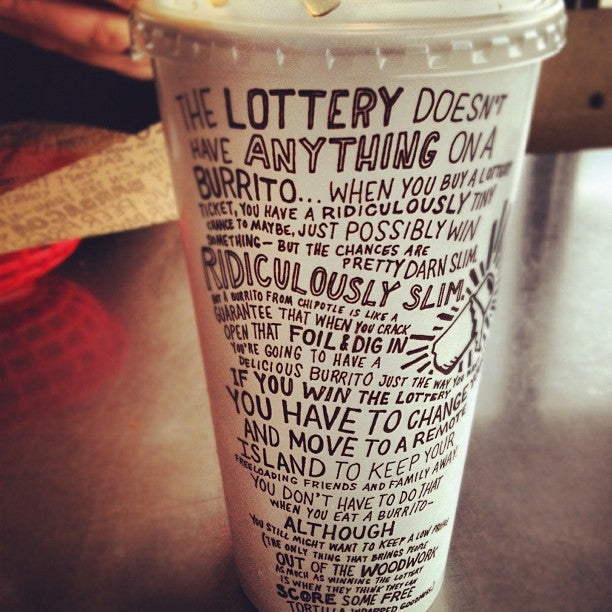 THE LOTTERY DOESN'T
HAVE ANYTHING ON A
BURRITO... WHEN YOU BUY A LOTTERY
TICKET, YOU HAVE A RIDICULOUSLY TINY
CHANCE TO MAYBE, JUST POSSIBLY WIN
SOMETHING - BUT THE CHANCES ARE
PRETTY DARN SLIM.
RIDICULOUSLY SLIM.
BUT A BURRITO FROM CHIPOTLE IS LIKE A
GUARANTEE THAT WHEN YOU CRACK
OPEN THAT FOIL & DIG IN
YOU'RE GOING TO HAVE A
DELICIOUS BURRITO JUST THE WAY YOU
IF YOU WIN THE LOTTERY
YOU HAVE TO CHANGE
AND MOVE TO A REMOTE
ISLAND TO KEEP YOUR
FREELOADING FRIENDS AND FAMILY AWAY.
YOU DON'T HAVE TO DO THAT
WHEN YOU EAT A BURRITO-
ALTHOUGH
YOU STILL MIGHT WANT TO KEEP A LOW PROFILE
(THE ONLY THING THAT BRINGS PEOPLE
OUT OF THE WOODWORK
AS MUCH AS WINNING THE LOTTERY
IS WHEN THEY THINK THEY CAN
SCORE SOME FREE
TORTILLA WRAPPED GOODNESS).